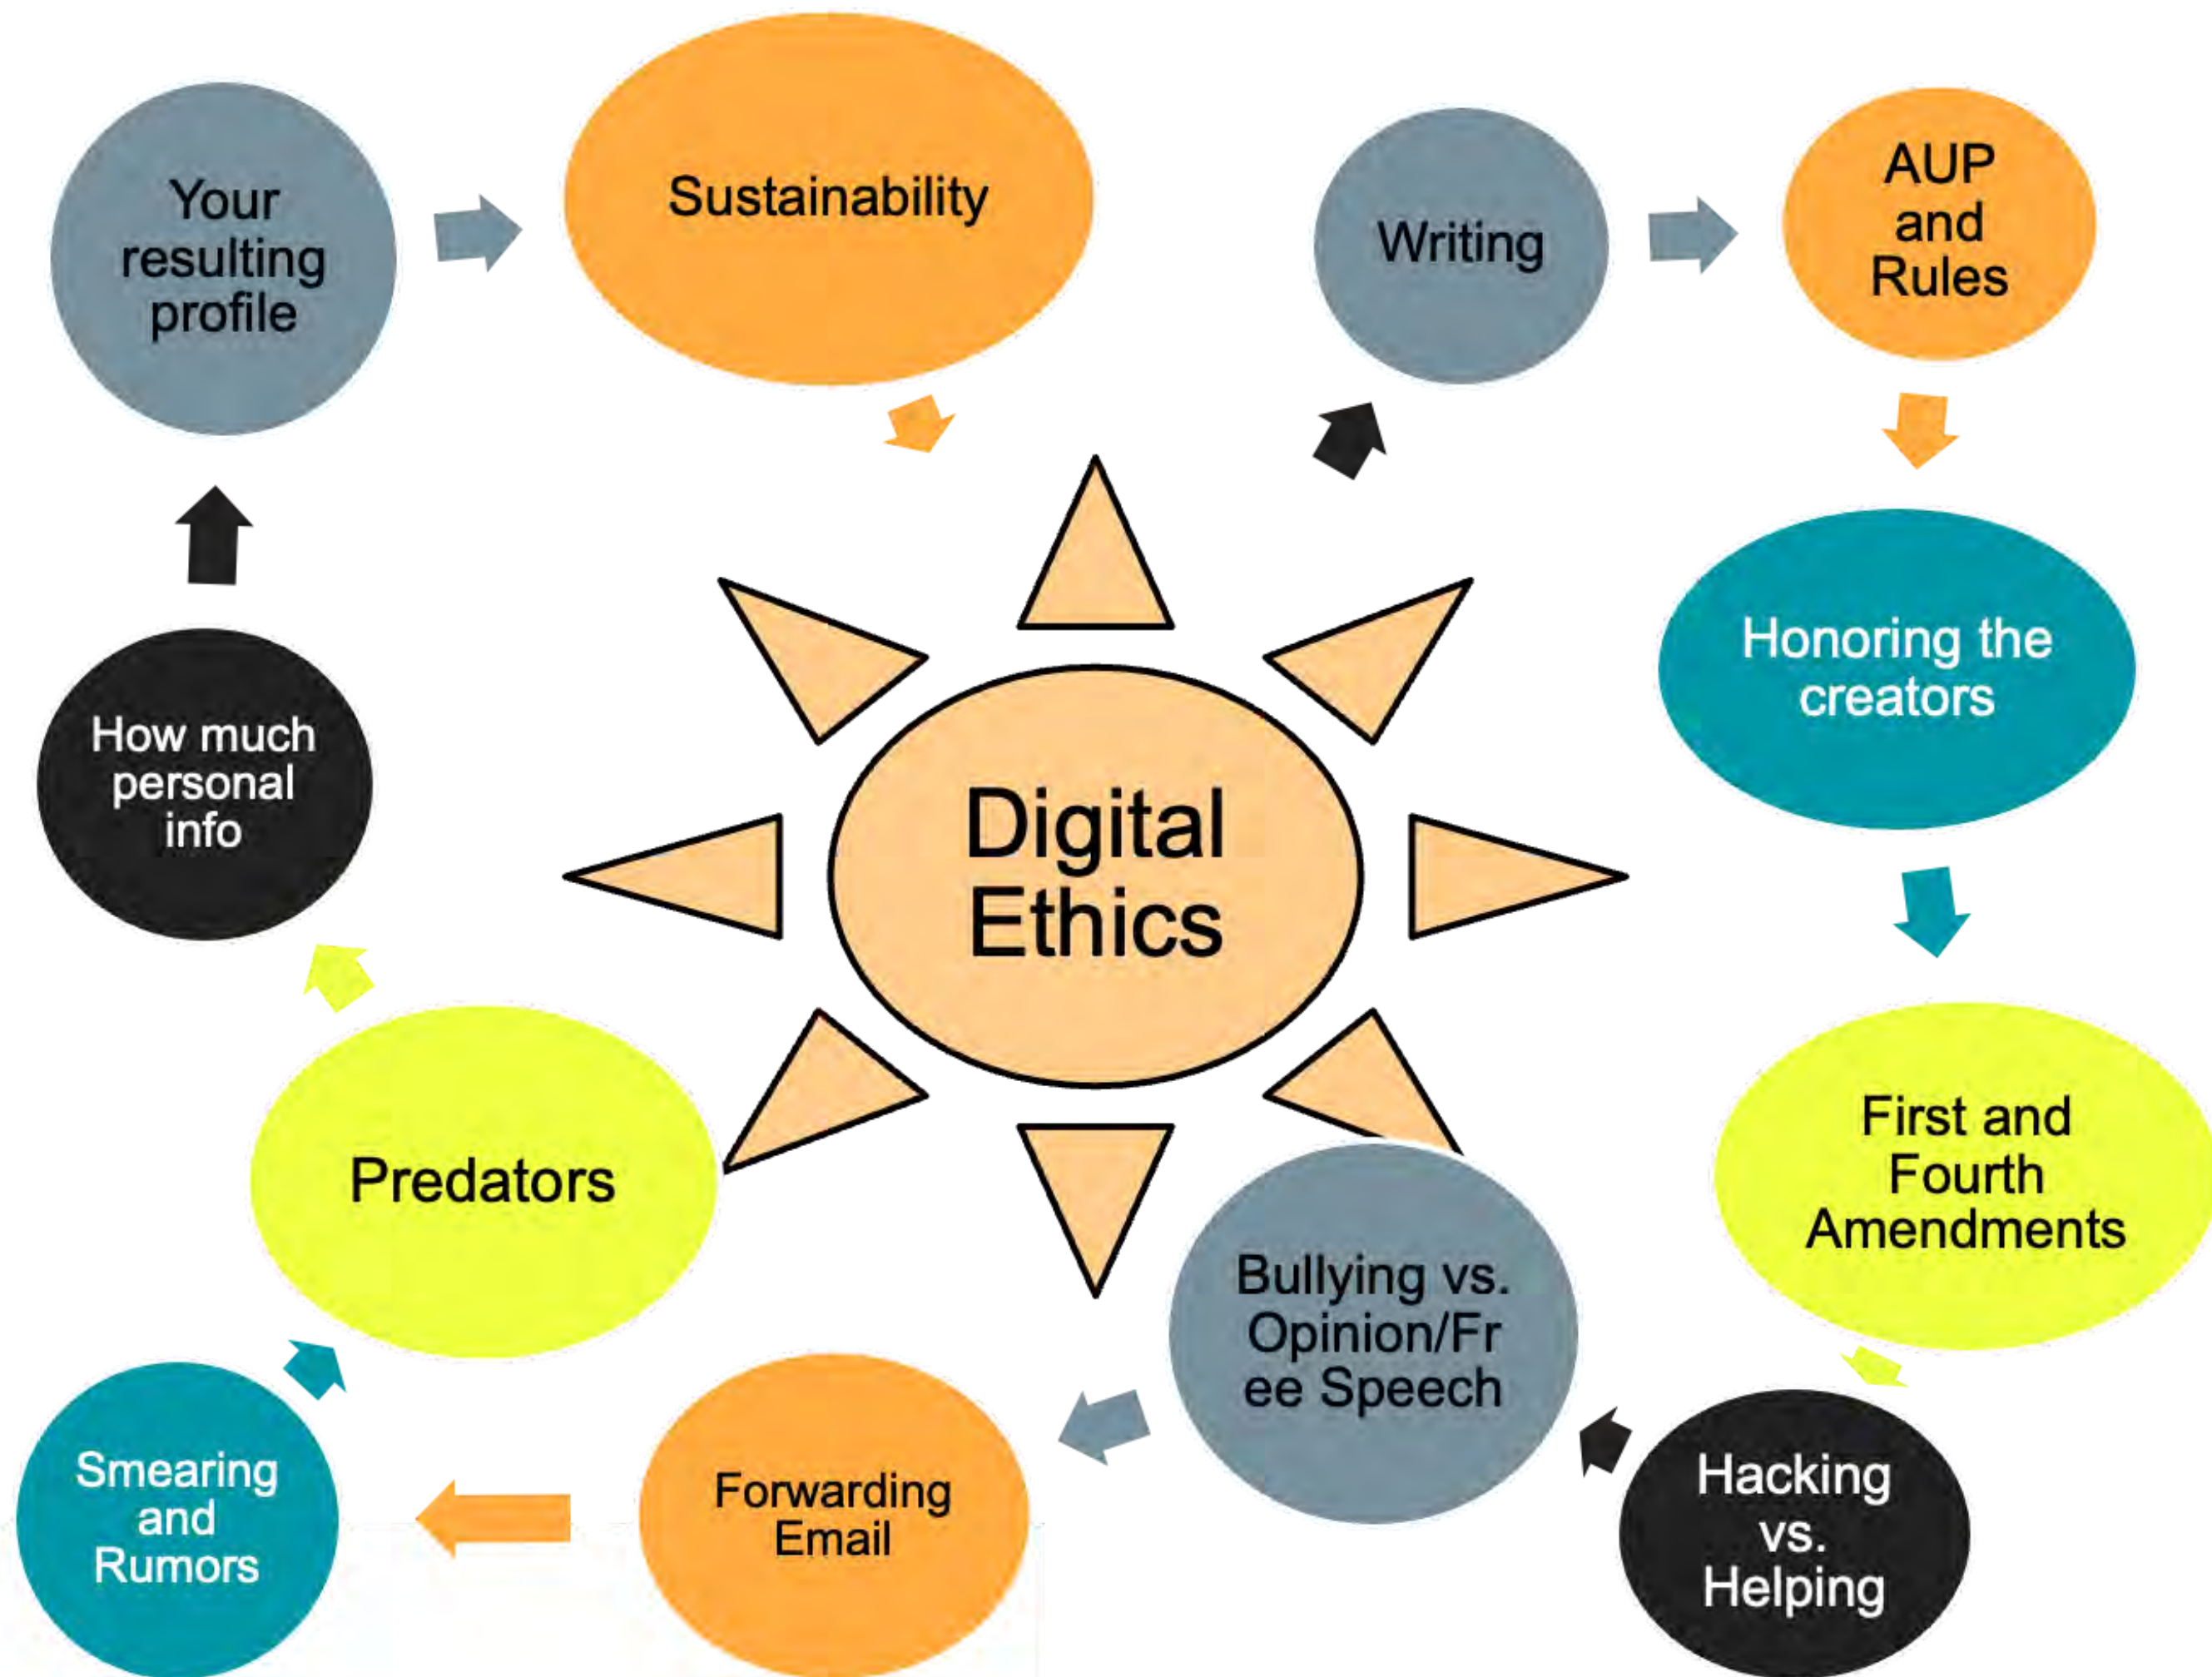 Your
resulting
profile
Sustainability
Writing
AUP
and
Rules
Honoring the
creators
First and
Fourth
Amendments
Hacking
vs.
Helping
Bullying vs.
Opinion/Fr
ee Speech
Forwarding
Email
Smearing
and
Rumors
Predators
How much
personal
info
Digital
Ethics